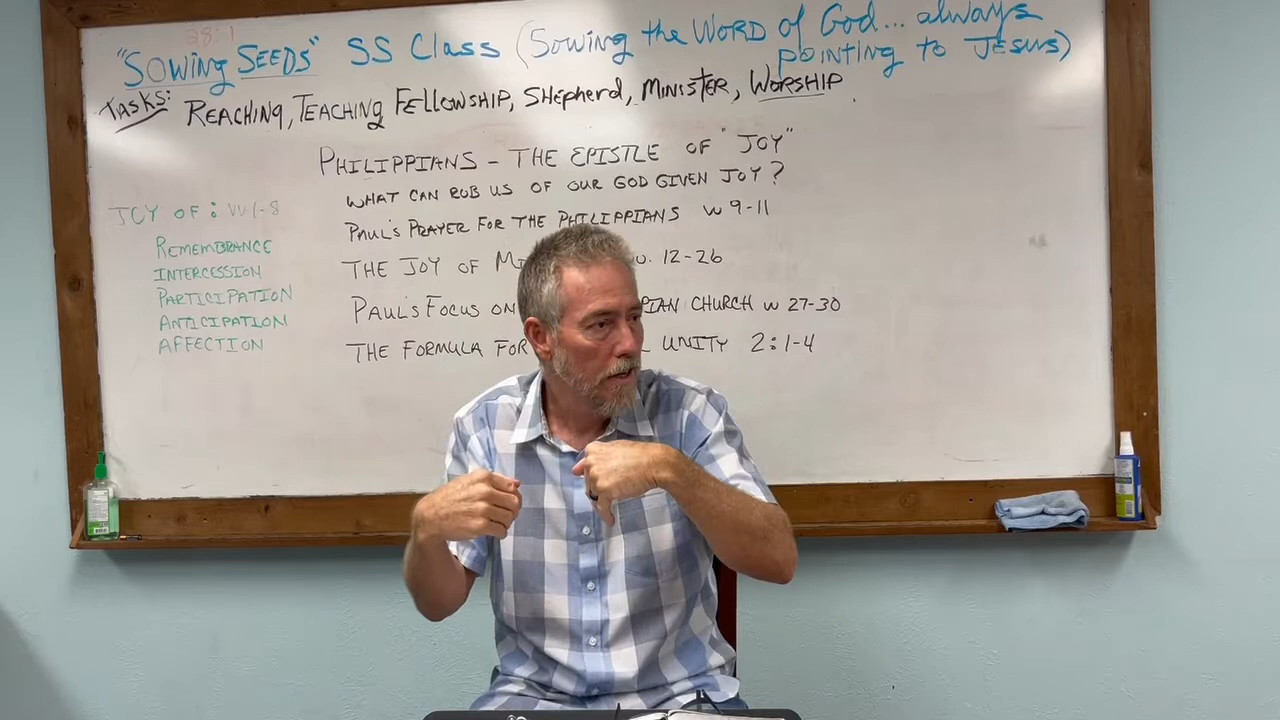 28:1
"SOWING SEEDS" SS CLASS (SOWING THE WORD OF GOD... always
pointing to JESUS)
TASKS: REACHING, TEACHING FELLOWSHIP, SHEPHERD, MINISTER, WORSHIP
PHILIPPIANS - THE EPISTLE OF "JOY"
WHAT CAN ROB US OF OUR GOD GIVEN JOY?
PAUL'S PRAYER FOR THE PHILIPPIANS vv 9-11
THE JOY OF 12-26
PAUL'S FOCUS ON CHURCH vv 27-30
THE FORMULA FOR UNITY 2:1-4
JOY OF: VV 1-8
REMEMBRANCE
INTERCESSION
PARTICIPATION
ANTICIPATION
AFFECTION